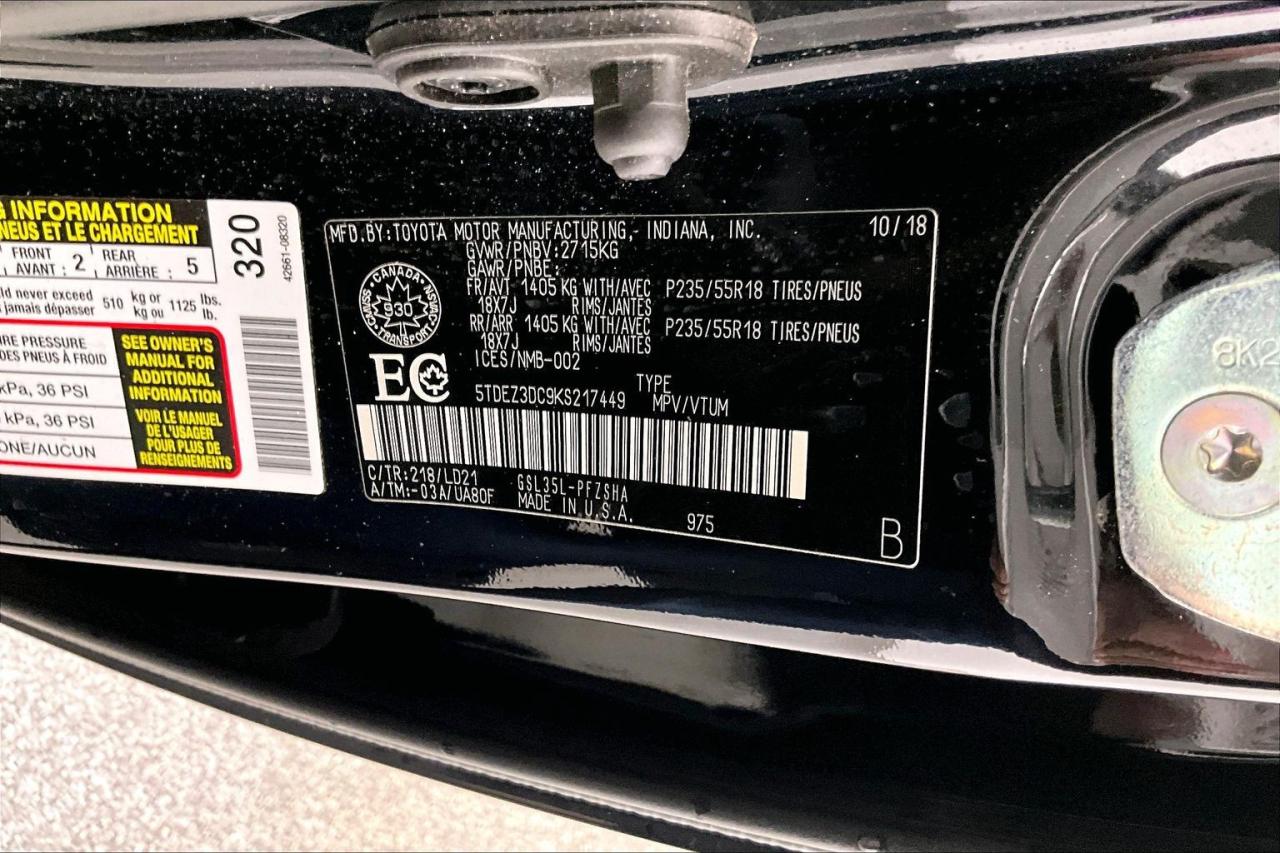 G INFORMATION
NEUS ET LE CHARGEMENT
FRONT
AVANT : 2
REAR
ARRIÈRE : 5
ld never exceed 510 kg or 1125 lbs.
jamais dépasser kg ou lb.
PRESSURE
DES PNEUS À FROID
kPa, 36 PSI
kPa, 36 PSI
ONE/AUCUN
SEE OWNER'S
MANUAL FOR
ADDITIONAL
INFORMATION
VOIR LE MANUEL
DE L'USAGER
POUR PLUS DE
RENSEIGNEMENTS
320
42661-08320
MFD.BY:TOYOTA MOTOR MANUFACTURING, INDIANA, INC. 10/18
GVWR/PNBV:2715KG
GAWR/PNBE:
FR/AVT 1405 KG WITH/AVEC P235/55R18 TIRES/PNEUS
18X7J RIMS/JANTES
RR/ARR 1405 KG WITH/AVEC P235/55R18 TIRES/PNEUS
18X7J RIMS/JANTES
ICES/NMB-002
CANADA
930
TRANSPORT
EC
5TDEZ3DC9KS217449
TYPE
MPV/VTUM
C/TR:218/LD21 GSL35L-PFZSHA
A/TM:-03A/UA80F MADE IN U.S.A. 975
B
8K2